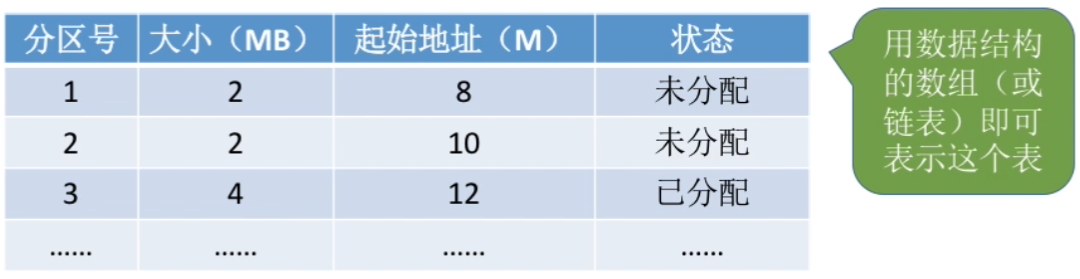 分区号 大小（MB） 起始地址（M） 状态
1 2 8 未分配
2 2 10 未分配
3 4 12 已分配
…… …… …… ……
用数据结构
的数组（或
链表）即可
表示这个表